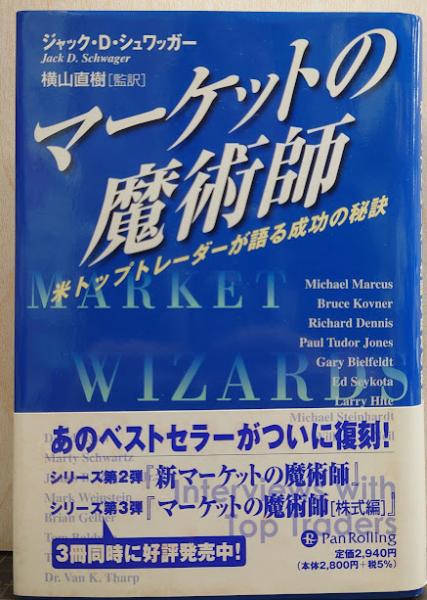 ジャック・D・シュワッガー
Jack D. Schwager
横山直樹[監訳]
マーケットの
魔術師
米トップトレーダーが語る成功の秘訣
MARKET
WIZARDS
Michael Marcus
Bruce Kovner
Richard Dennis
Paul Tudor Jones
Gary Bielfeldt
Ed Seykota
Larry Hite
Michael Steinhardt
あのベストセラーがついに復刻!
Marty Schwartz
シリーズ第2弾『新マーケットの魔術師』
Mark Weinstein
Interviews with
シリーズ第3弾『マーケットの魔術師[株式編]』
Brian Gelber
Top Traders
3冊同時に好評発売中!
Dr. Van K. Tharp
PanRolling
定価2,940円
(本体2,800円+税5%)